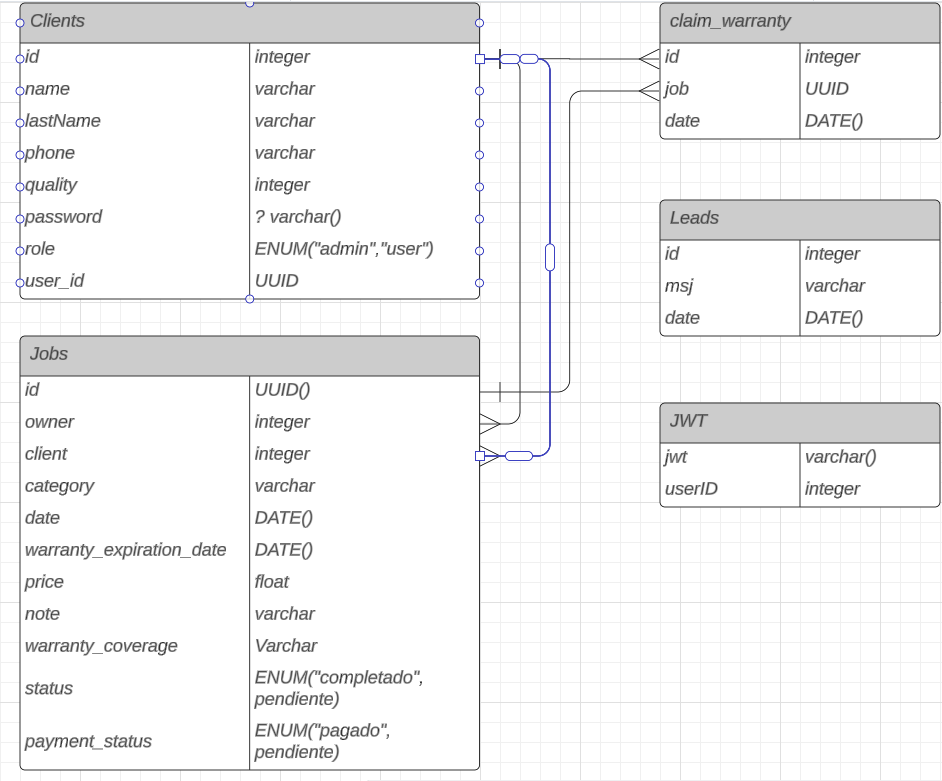 Clients
id integer
name varchar
lastName varchar
phone varchar
quality integer
password ? varchar()
role ENUM("admin","user")
user_id UUID
Jobs
id UUID()
owner integer
client integer
category varchar
date DATE()
warranty_expiration_date DATE()
price float
note varchar
warranty_coverage Varchar
status ENUM("completado",
pendiente)
payment_status ENUM("pagado",
pendiente)
claim_warranty
id integer
job UUID
date DATE()
Leads
id integer
msj varchar
date DATE()
JWT
jwt varchar()
userID integer